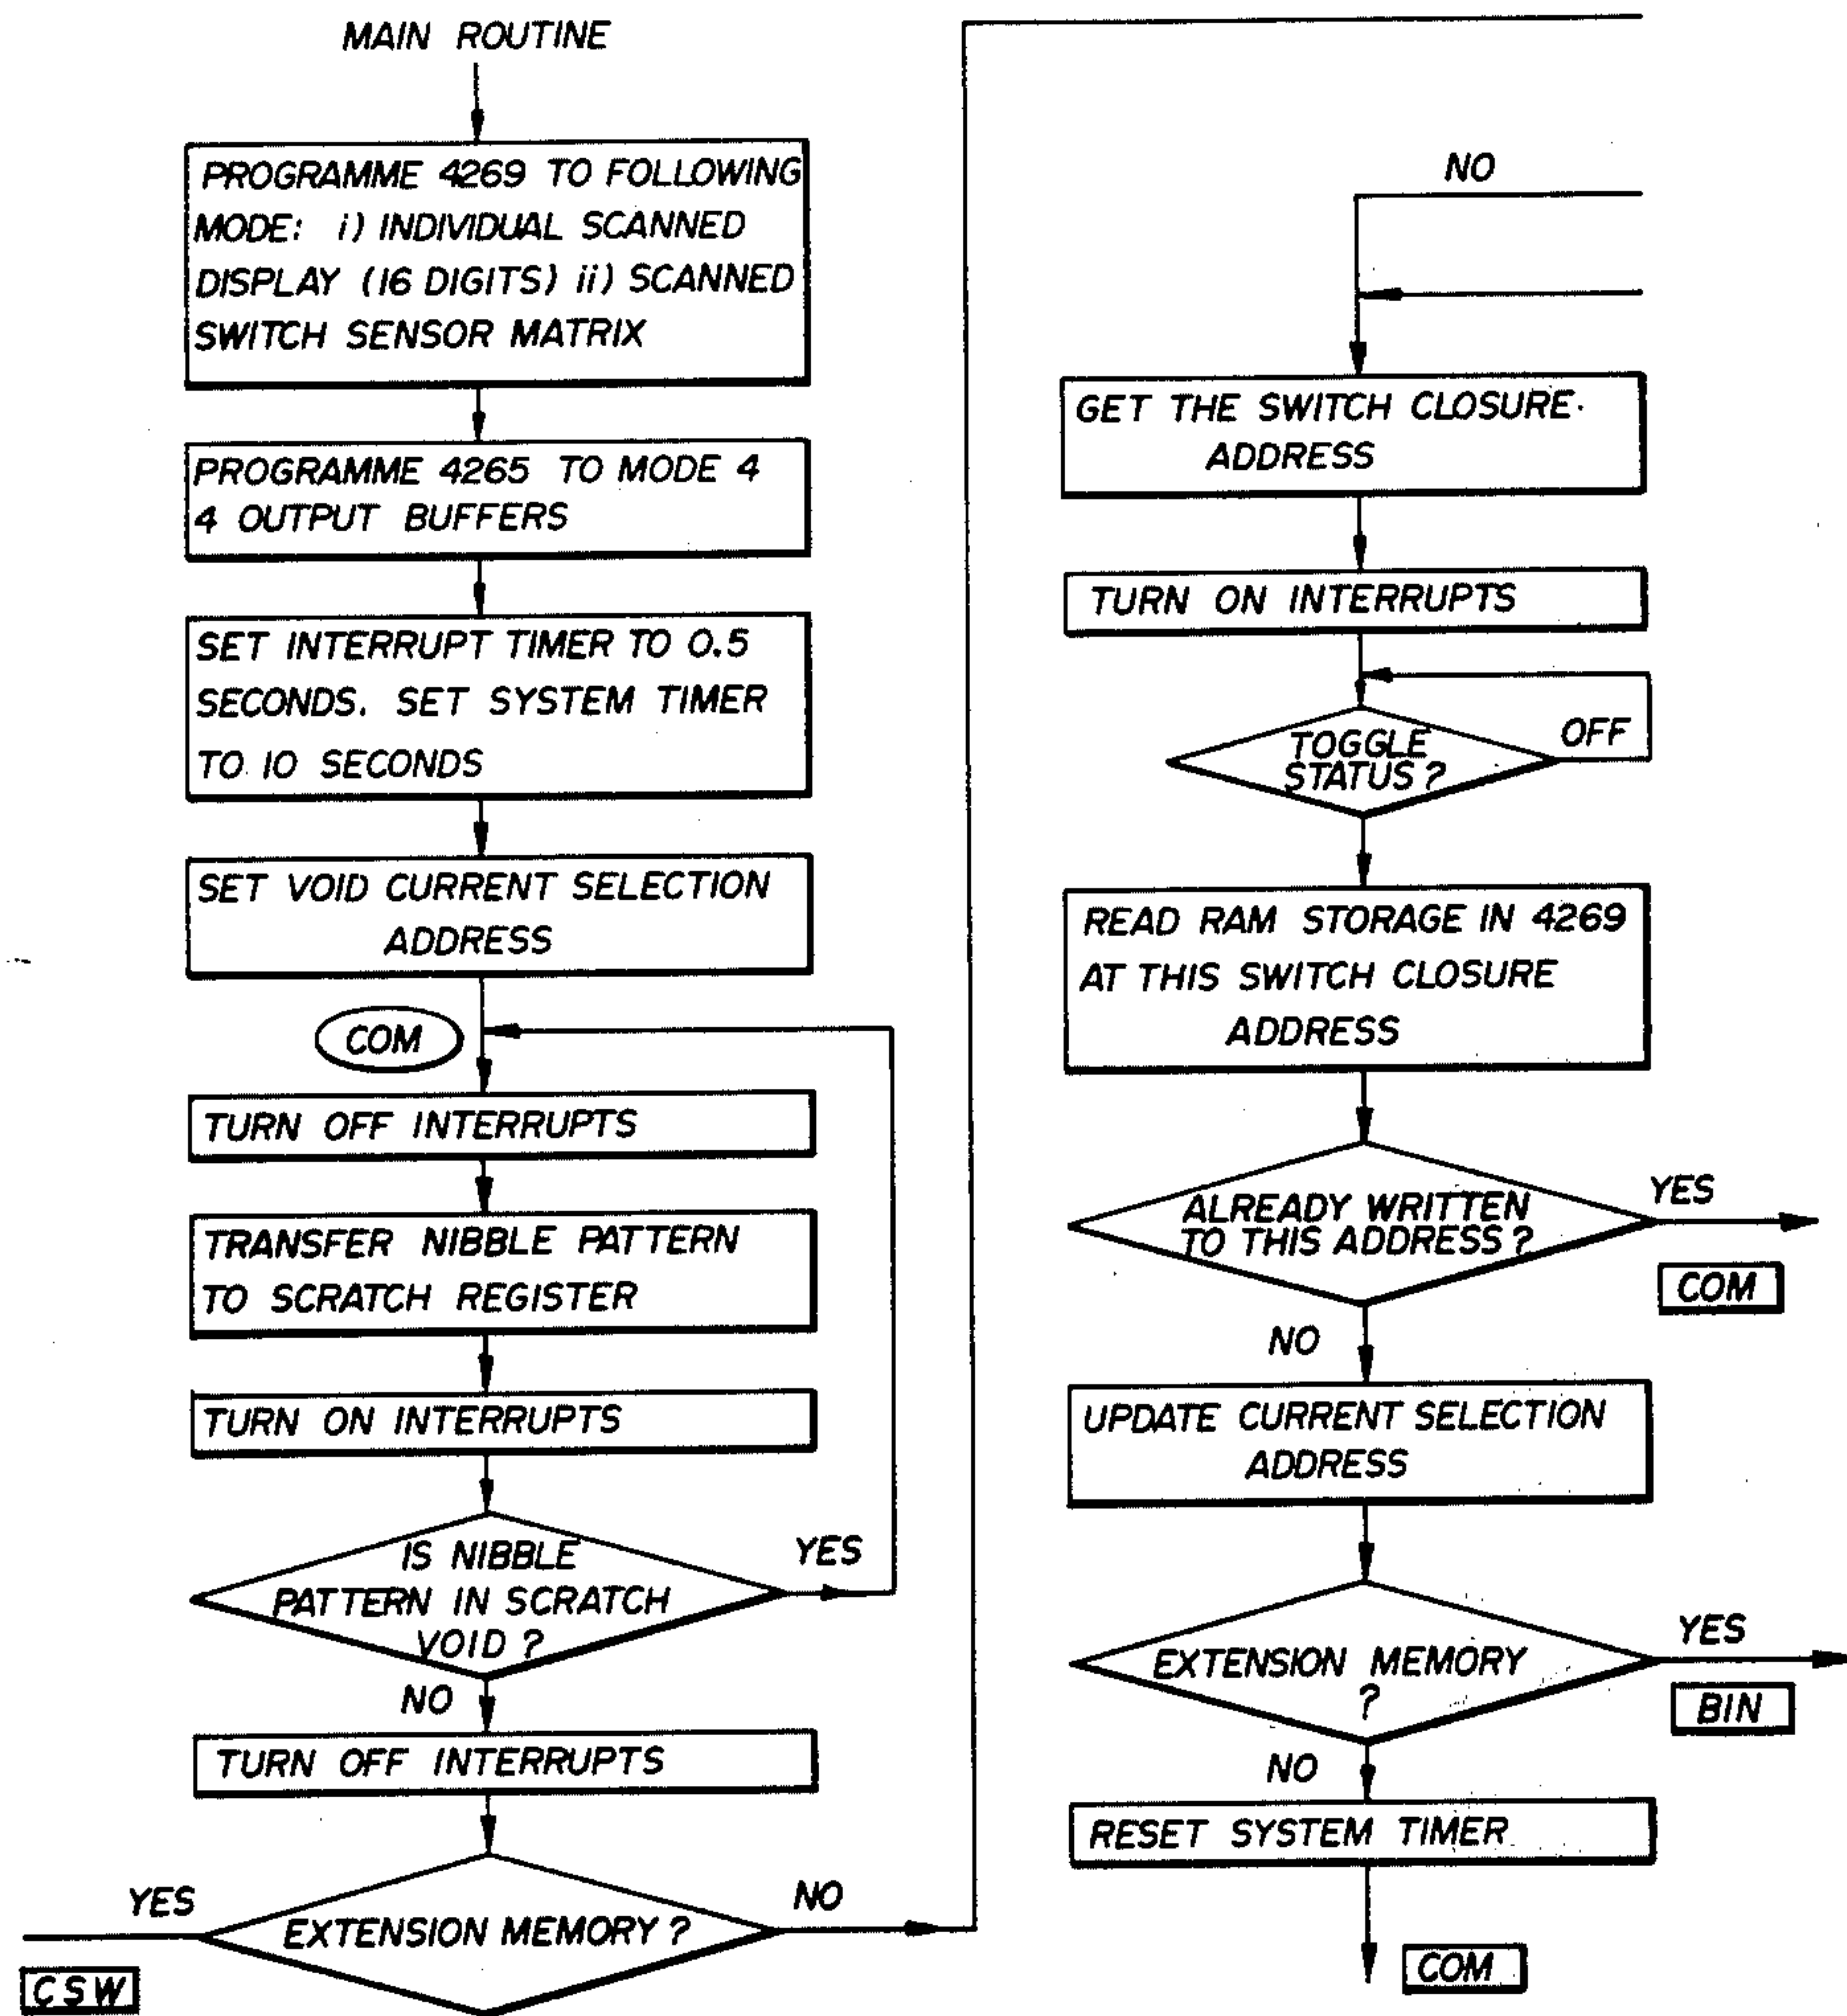 MAIN ROUTINE
PROGRAMME 4269 TO FOLLOWING
MODE: i) INDIVIDUAL SCANNED
DISPLAY (16 DIGITS) ii) SCANNED
SWITCH SENSOR MATRIX
PROGRAMME 4265 TO MODE 4
4 OUTPUT BUFFERS
SET INTERRUPT TIMER TO 0.5
SECONDS. SET SYSTEM TIMER
TO 10 SECONDS
SET VOID CURRENT SELECTION
ADDRESS
COM
TURN OFF INTERRUPTS
TRANSFER NIBBLE PATTERN
TO SCRATCH REGISTER
TURN ON INTERRUPTS
IS NIBBLE
PATTERN IN SCRATCH
VOID ?
YES
NO
TURN OFF INTERRUPTS
EXTENSION MEMORY ?
YES
CSW
NO
NO
GET THE SWITCH CLOSURE
ADDRESS
TURN ON INTERRUPTS
TOGGLE
STATUS ?
OFF
READ RAM STORAGE IN 4269
AT THIS SWITCH CLOSURE
ADDRESS
ALREADY WRITTEN
TO THIS ADDRESS ?
YES
COM
NO
UPDATE CURRENT SELECTION
ADDRESS
EXTENSION MEMORY
?
YES
BIN
NO
RESET SYSTEM TIMER
COM